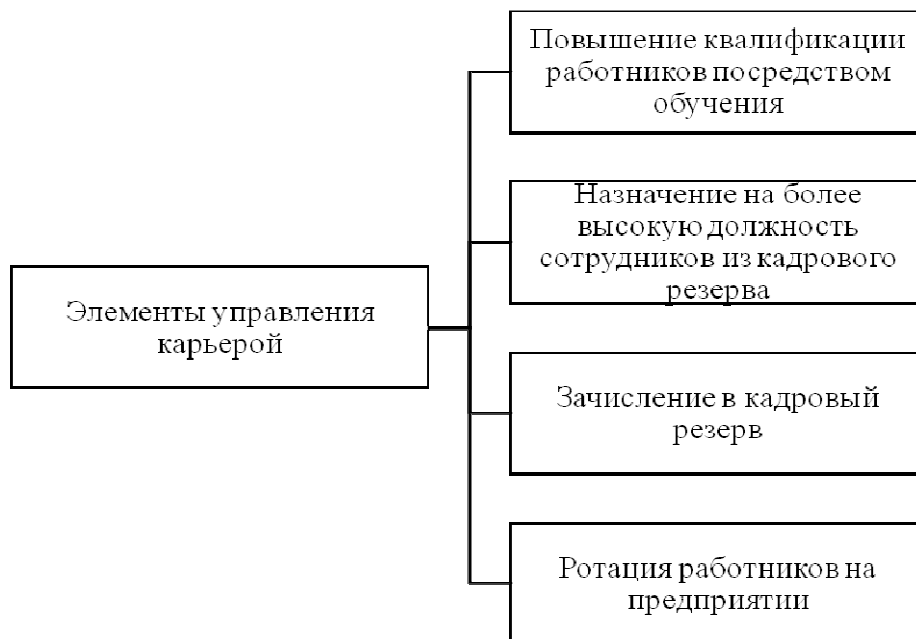 Элементы управления
карьерой
Повышение квалификации
работников посредством
обучения
Назначение на более
высокую должность
сотрудников из кадрового
резерва
Зачисление в кадровый
резерв
Ротация работников на
предприятии